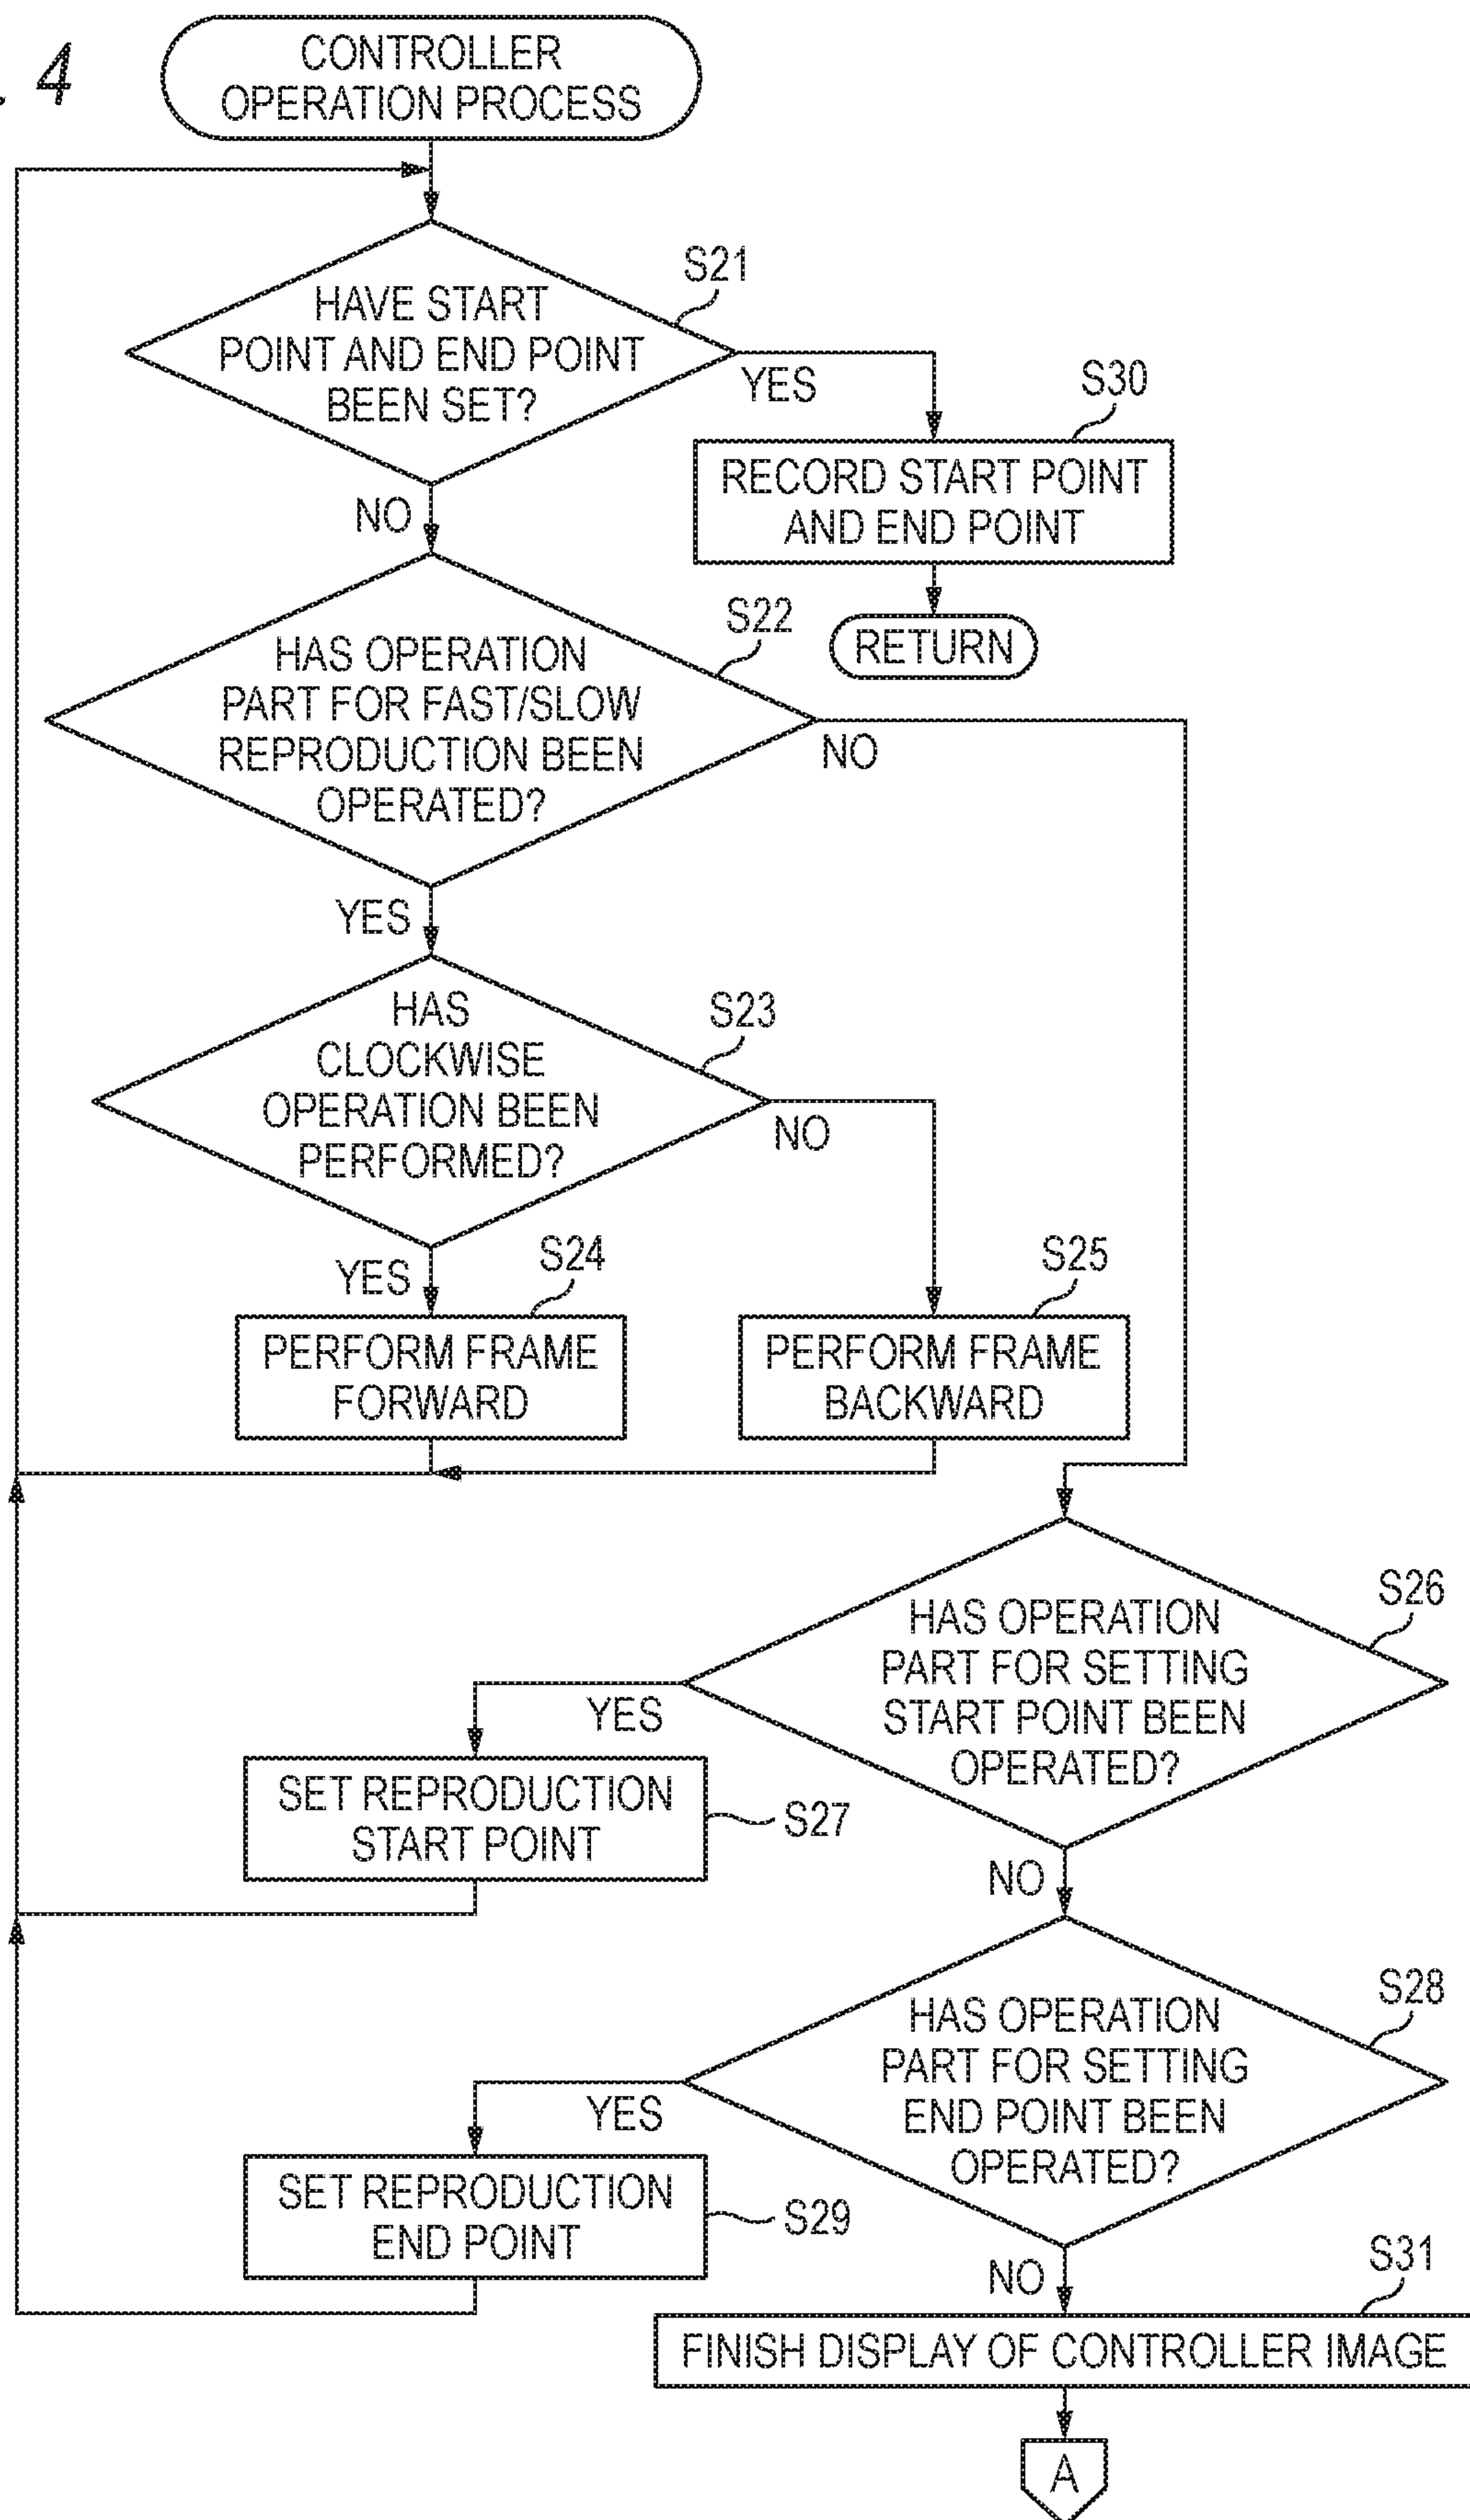 . 4
CONTROLLER
OPERATION PROCESS
S21
HAVE START
POINT AND END POINT
BEEN SET?
YES
S30
RECORD START POINT
AND END POINT
NO
RETURN
S22
HAS OPERATION
PART FOR FAST/SLOW
REPRODUCTION BEEN
OPERATED?
NO
YES
S23
HAS
CLOCKWISE
OPERATION BEEN
PERFORMED?
NO
YES
S24
S25
PERFORM FRAME
FORWARD
PERFORM FRAME
BACKWARD
S26
HAS OPERATION
PART FOR SETTING
START POINT BEEN
OPERATED?
YES
SET REPRODUCTION
START POINT
S27
NO
S28
HAS OPERATION
PART FOR SETTING
END POINT BEEN
OPERATED?
YES
SET REPRODUCTION
END POINT
S29
NO
S31
FINISH DISPLAY OF CONTROLLER IMAGE
A